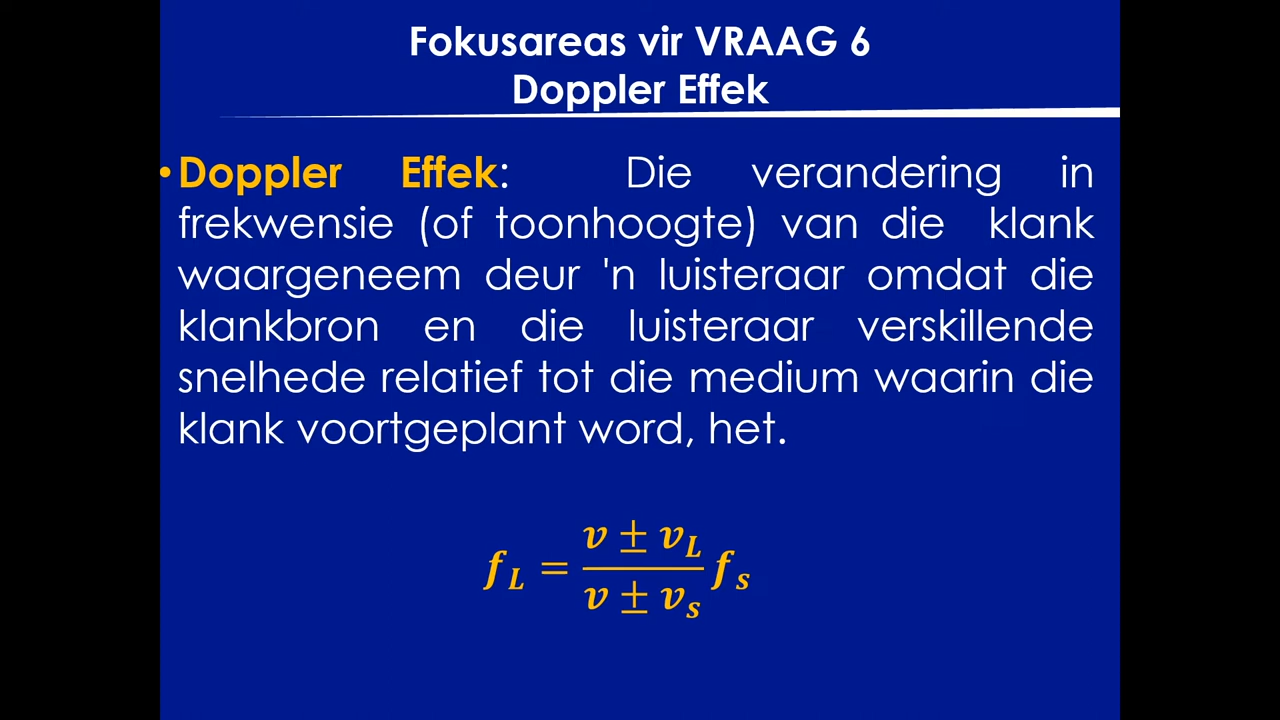 Fokusareas vir VRAAG 6
Doppler Effek
• Doppler Effek: Die verandering in
frekwensie (of toonhoogte) van die klank
waargeneem deur 'n luisteraar omdat die
klankbron en die luisteraar verskillende
snelhede relatief tot die medium waarin die
klank voortgeplant word, het.
f_L = \frac{v ± v_L}{v ± v_s} f_s